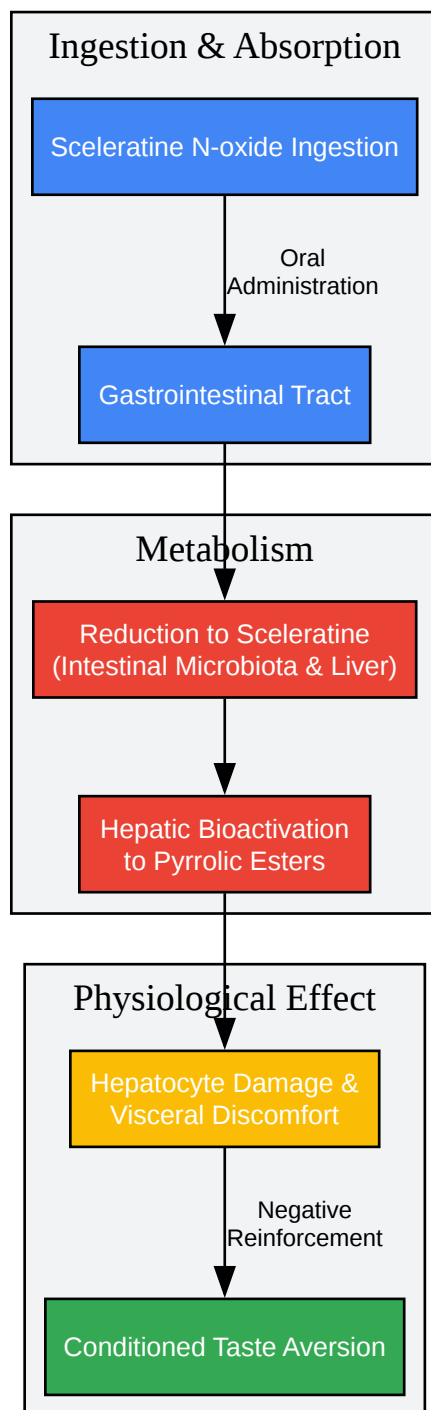 Ingestion & Absorption
Sceleratine N-oxide Ingestion
Oral
Administration
Gastrointestinal Tract
Metabolism
Reduction to Sceleratine
(Intestinal Microbiota & Liver)
Hepatic Bioactivation
to Pyrrolic Esters
Physiological Effect
Hepatocyte Damage &
Visceral Discomfort
Negative
Reinforcement
Conditioned Taste Aversion